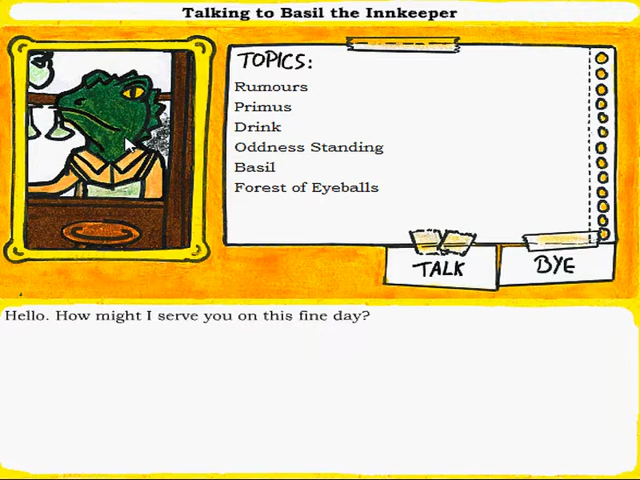 Talking to Basil the Innkeeper
TOPICS:
Rumours
Primus
Drink
Oddness Standing
Basil
Forest of Eyeballs
TALK
BYE
Hello. How might I serve you on this fine day?